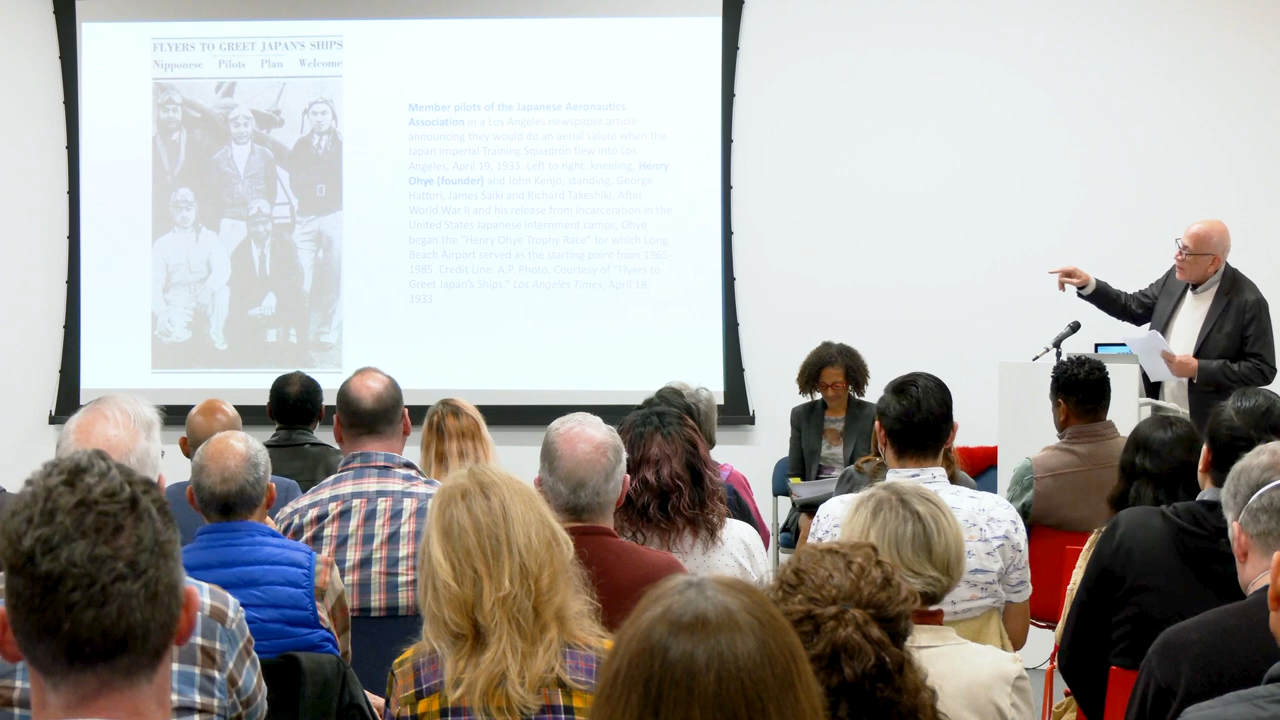 FLYERS TO GREET JAPAN'S SHIPS
Nipponese Pilots Plan Welcome
Member pilots of the Japanese Aeronautics
Association in a Los Angeles newspaper article
announcing they would do an aerial salute when the
Japan Imperial Training Squadron flew into Los
Angeles, April 19, 1933. Left to right: kneeling, Henry
Ohye (founder) and John Kenjo; standing, George
Hattori, James Saiki and Richard Takeshiki. After
World War II and his release from incarceration in the
United States Japanese internment camps, Ohye
began the "Henry Ohye Trophy Race" for which Long
Beach Airport served as the starting point from 1965-
1985. Credit Line: A.P. Photo, Courtesy of "Flyers to
Greet Japan's Ships." Los Angeles Times, April 18,
1933